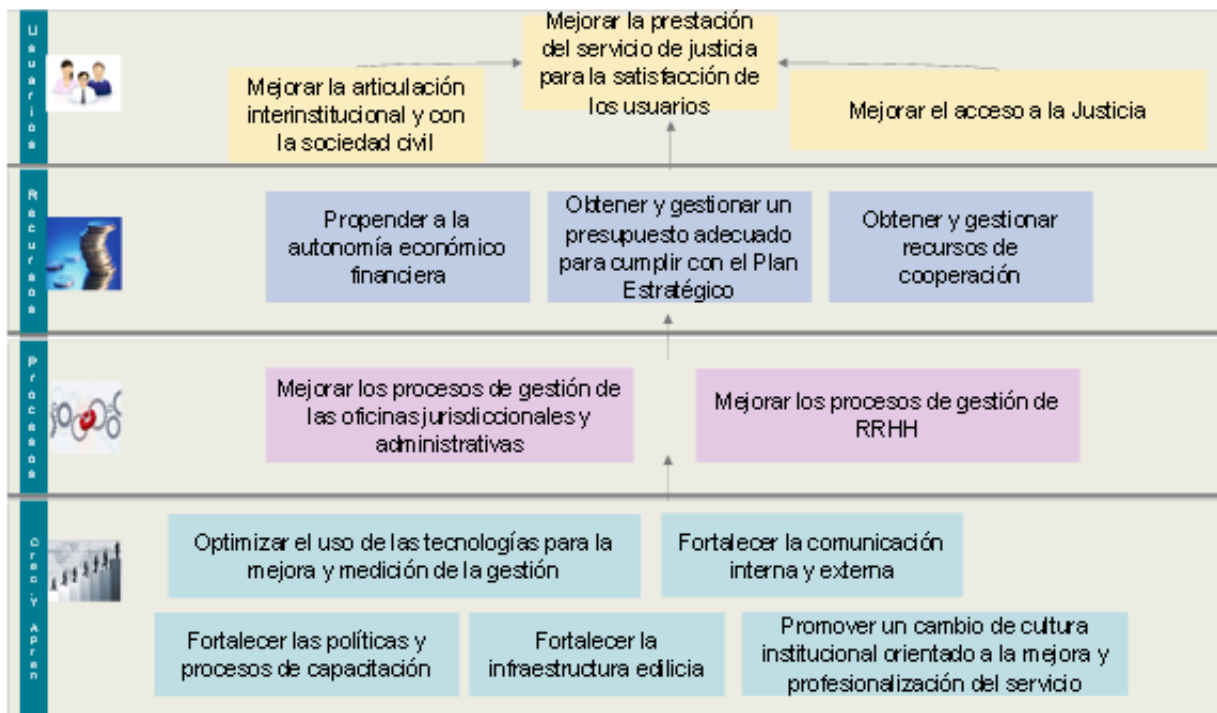 Usuarios
Mejorar la prestación
del servicio de justicia
para la satisfacción de
los usuarios
Mejorar la articulación
interinstitucional y con
la sociedad civil
Mejorar el acceso a la Justicia
Recursos
Propender a la
autonomía económico
financiera
Obtener y gestionar un
presupuesto adecuado
para cumplir con el Plan
Estratégico
Obtener y gestionar
recursos de
cooperación
Procesos
Mejorar los procesos de gestión de
las oficinas jurisdiccionales y
administrativas
Mejorar los procesos de gestión de
RRHH
Crec. y Apren
Optimizar el uso de las tecnologías para la
mejora y medición de la gestión
Fortalecer la comunicación
interna y externa
Fortalecer las políticas y
procesos de capacitación
Fortalecer la
infraestructura edilicia
Promover un cambio de cultura
institucional orientado a la mejora y
profesionalización del servicio